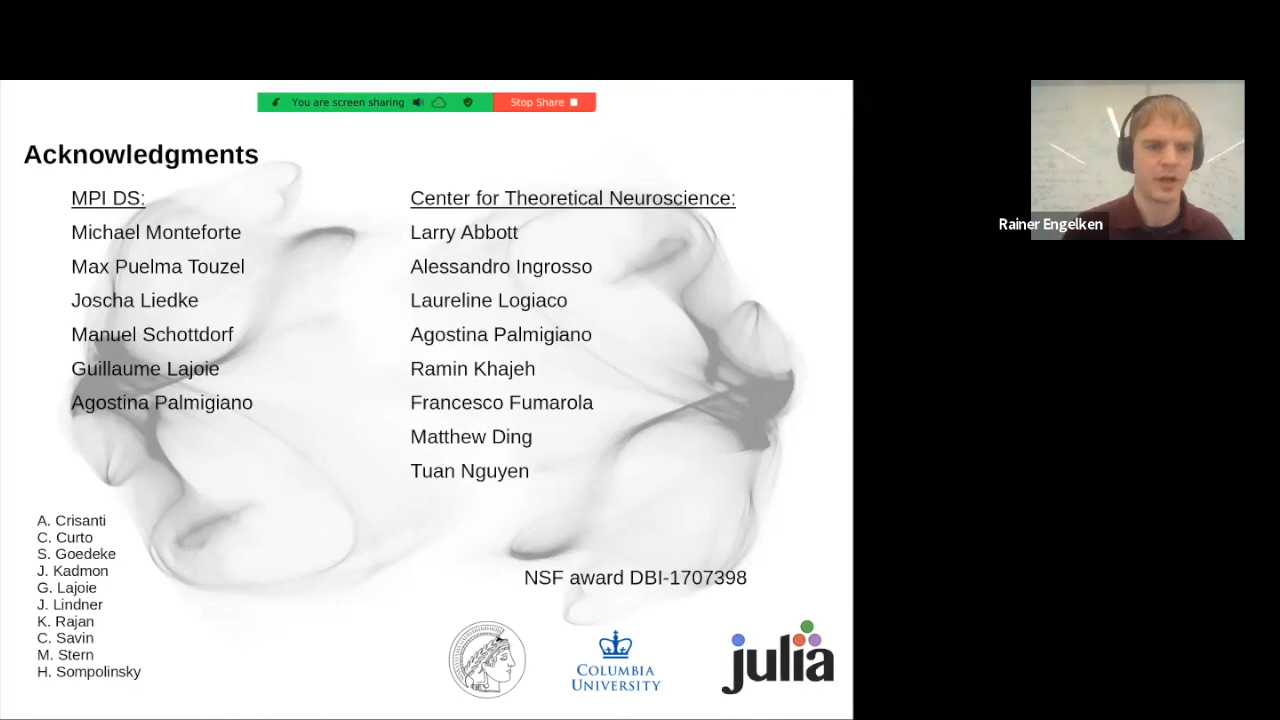 You are screen sharing
Stop Share
Acknowledgments
MPI DS:
Michael Monteforte
Max Puelma Touzel
Joscha Liedke
Manuel Schottdorf
Guillaume Lajoie
Agostina Palmigiano
Center for Theoretical Neuroscience:
Larry Abbott
Alessandro Ingrosso
Laureline Logiaco
Agostina Palmigiano
Ramin Khajeh
Francesco Fumarola
Matthew Ding
Tuan Nguyen
A. Crisanti
C. Curto
S. Goedeke
J. Kadmon
G. Lajoie
J. Lindner
K. Rajan
C. Savin
M. Stern
H. Sompolinsky
NSF award DBI-1707398
COLUMBIA
UNIVERSITY
julia
Rainer Engelken